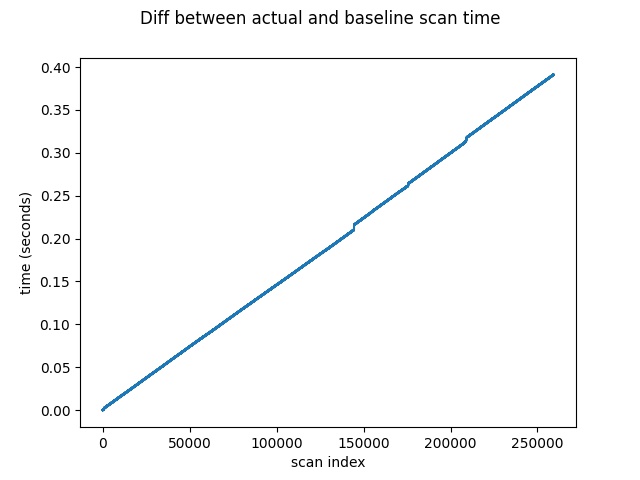 Diff between actual and baseline scan time
0.40
0.35
0.30
0.25
0.20
0.15
0.10
0.05
0.00
time (seconds)
0 50000 100000 150000 200000 250000
scan index